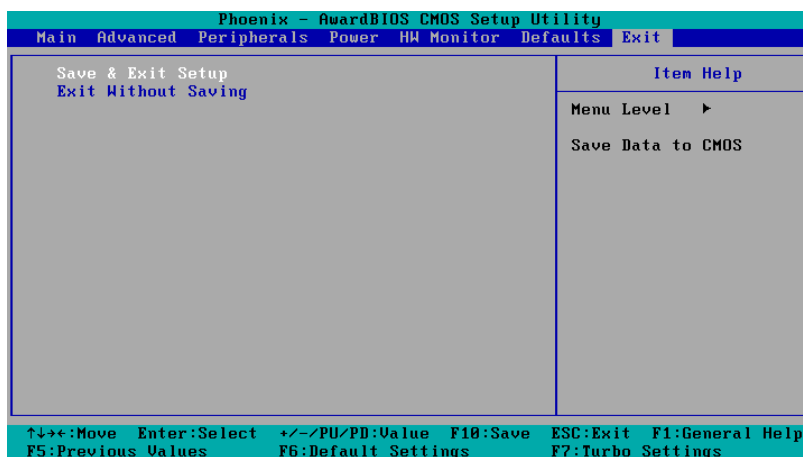 Phoenix - AwardBIOS CMOS Setup Utility
Main Advanced Peripherals Power HW Monitor Defaults Exit
Save & Exit Setup
Exit Without Saving
Item Help
Menu Level ▸
Save Data to CMOS
↑↓→←:Move Enter:Select +/-/PU/PD:Value F10:Save ESC:Exit F1:General Help
F5:Previous Values F6:Default Settings F7:Turbo Settings